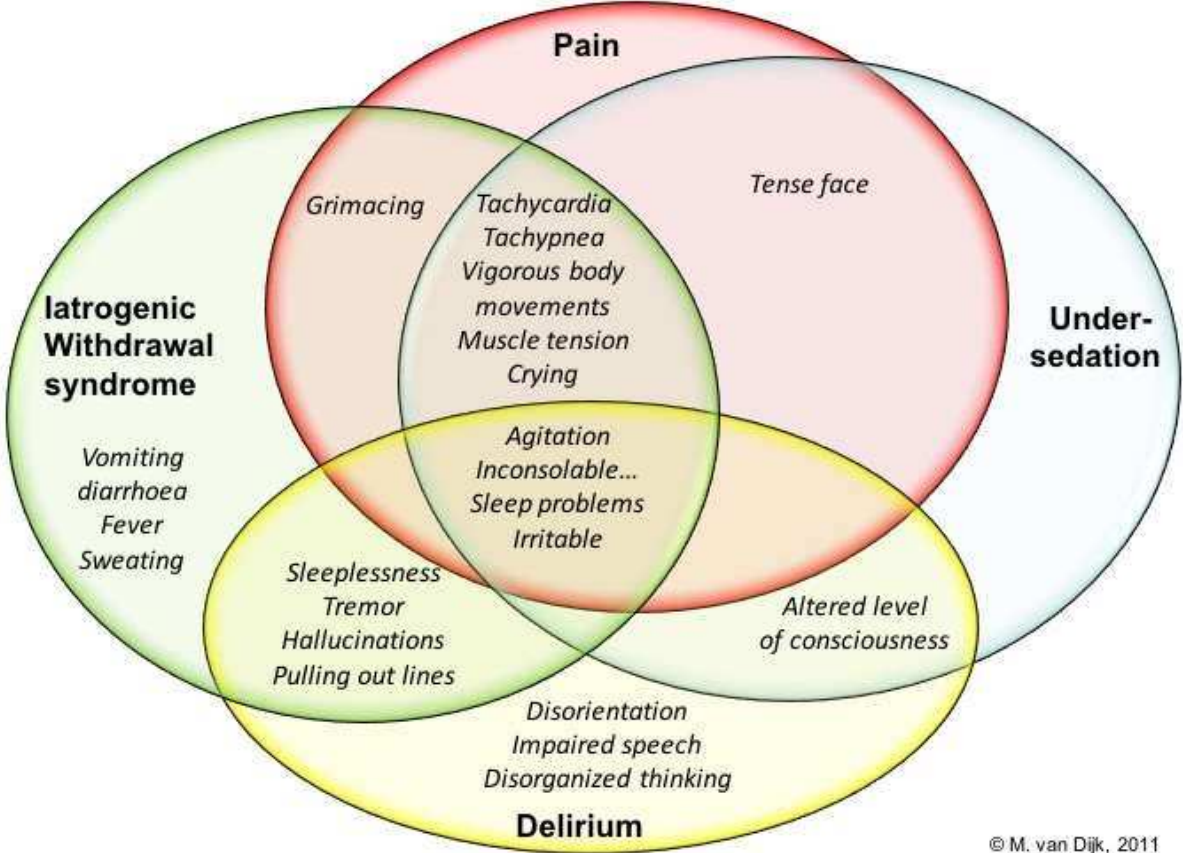 Pain
Tense face
Grimacing
Tachycardia
Tachypnea
Vigorous body
movements
Muscle tension
Crying
Iatrogenic
Withdrawal
syndrome
Under-
sedation
Vomiting
diarrhoea
Fever
Sweating
Agitation
Inconsolable...
Sleep problems
Irritable
Sleeplessness
Tremor
Hallucinations
Pulling out lines
Altered level
of consciousness
Disorientation
Impaired speech
Disorganized thinking
Delirium
© M. van Dijk, 2011